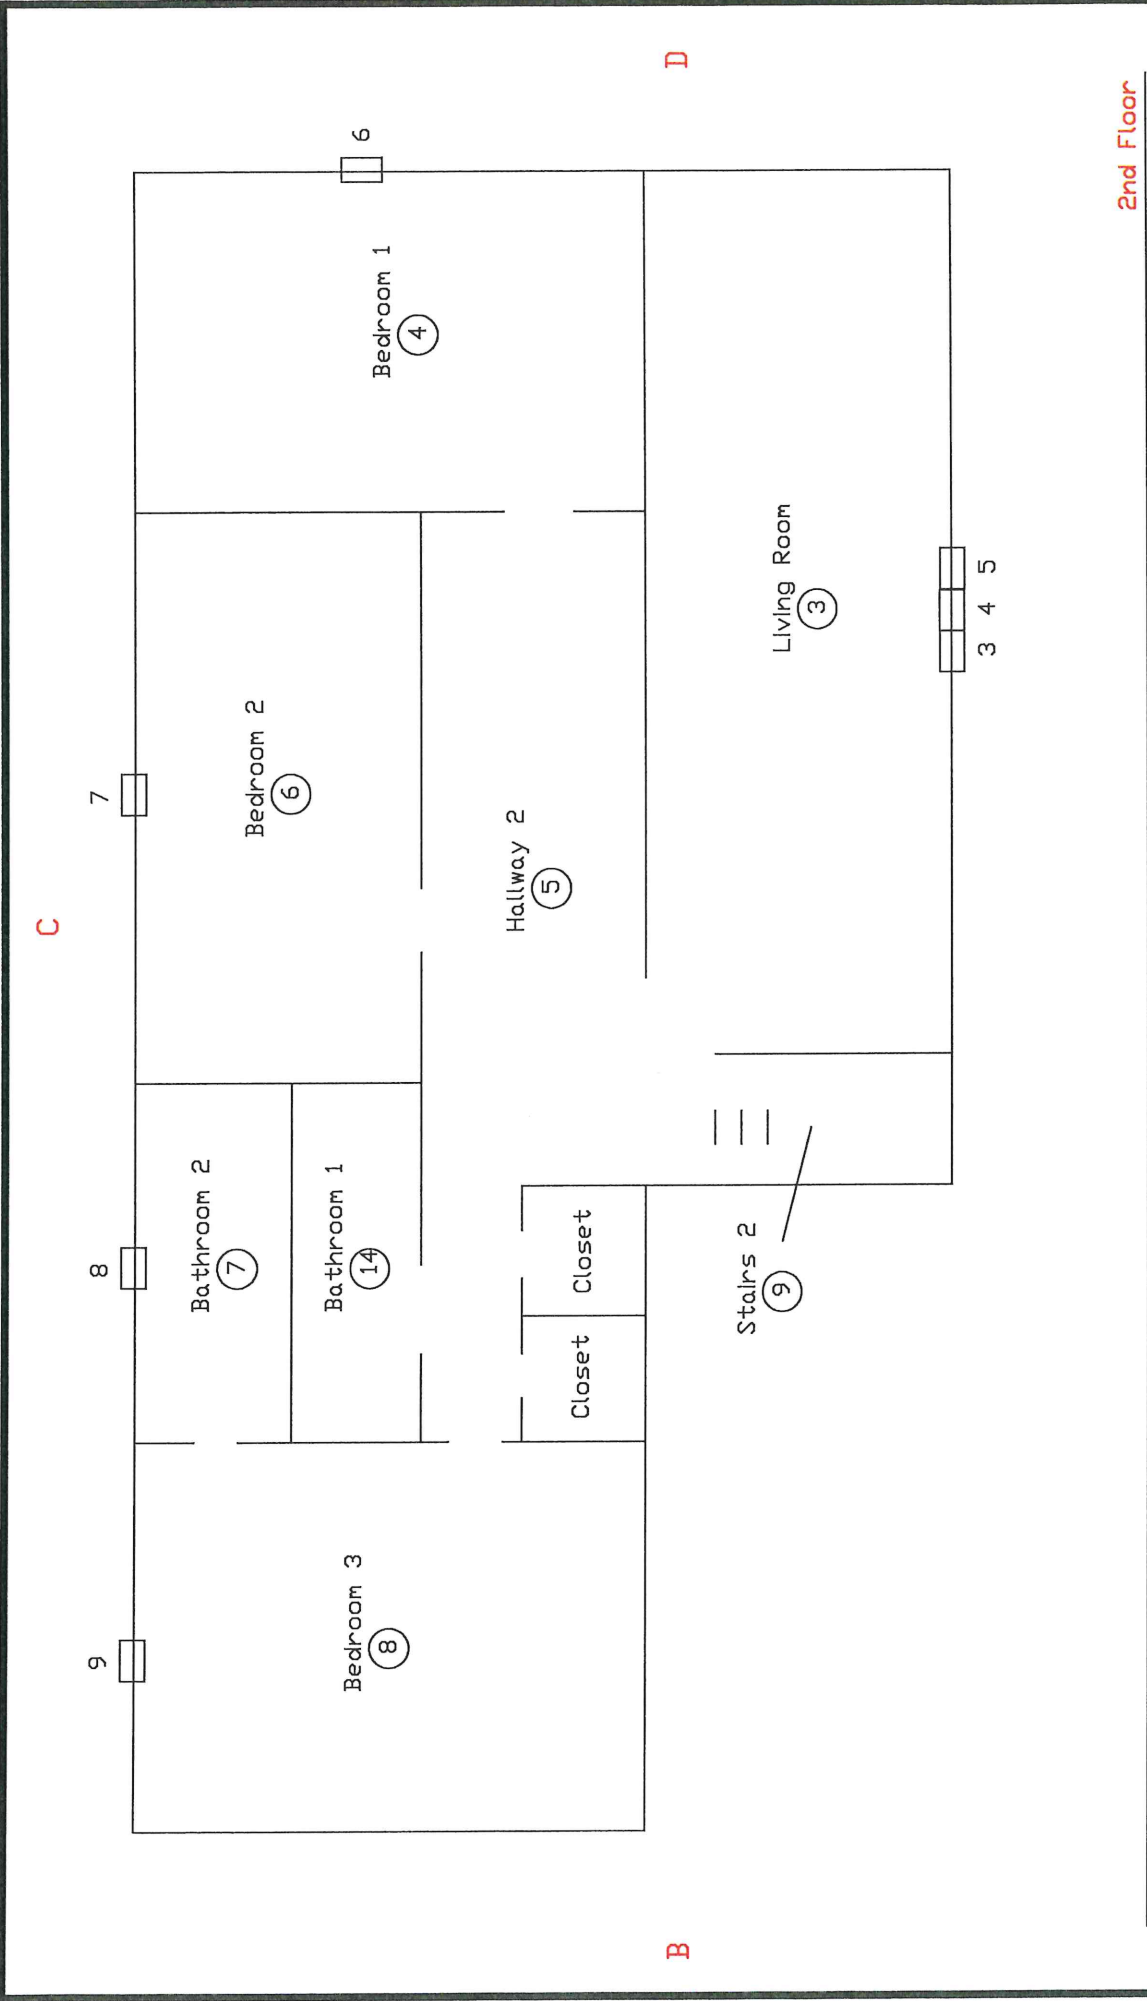 C
9
8
7
Bathroom 2
7
Bedroom 2
6
Bathroom 1
14
Bedroom 3
8
6
Bedroom 1
4
Hallway 2
5
Closet
Closet
B
D
Stairs 2
9
Living Room
3
3 4 5
2nd Floor